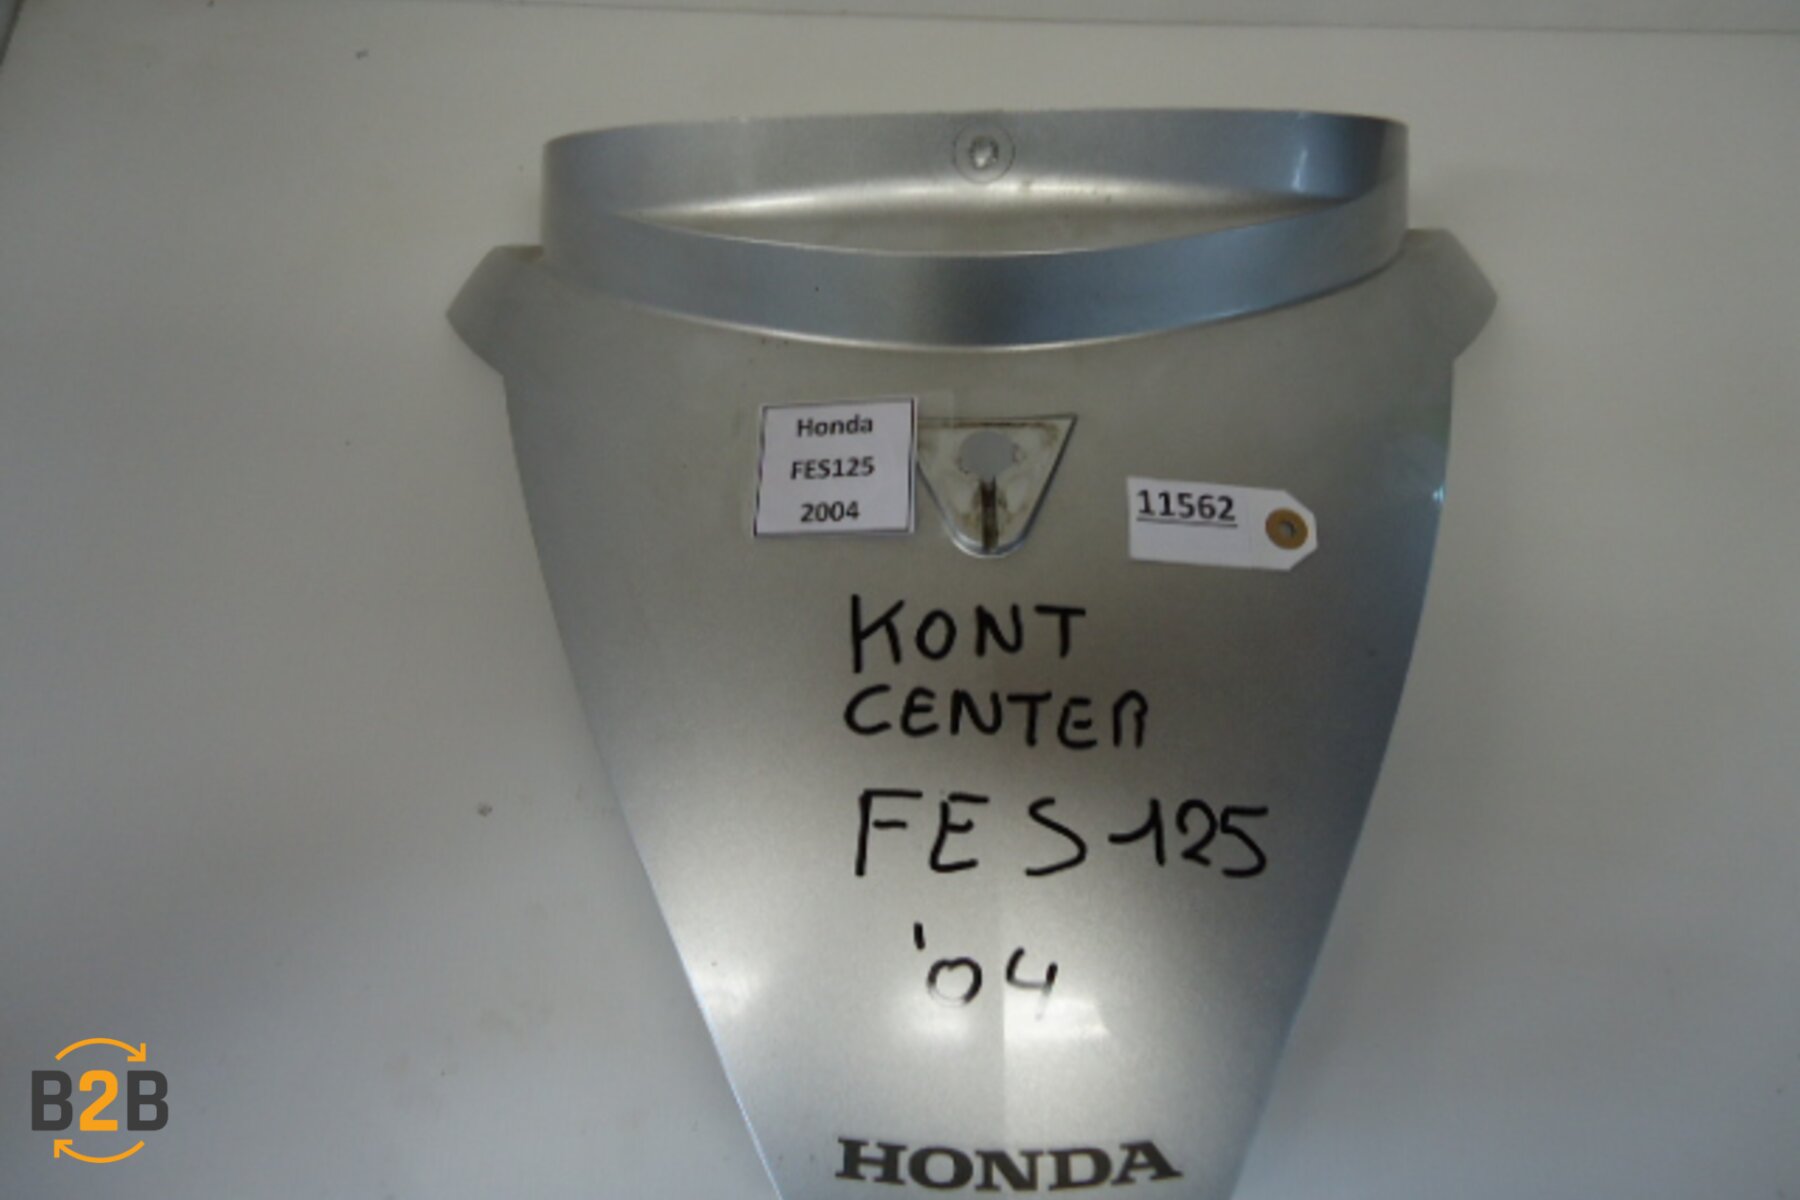 Honda
FES125
2004
11562
KONT
CENTER
FES125
'04
HONDA
B2B